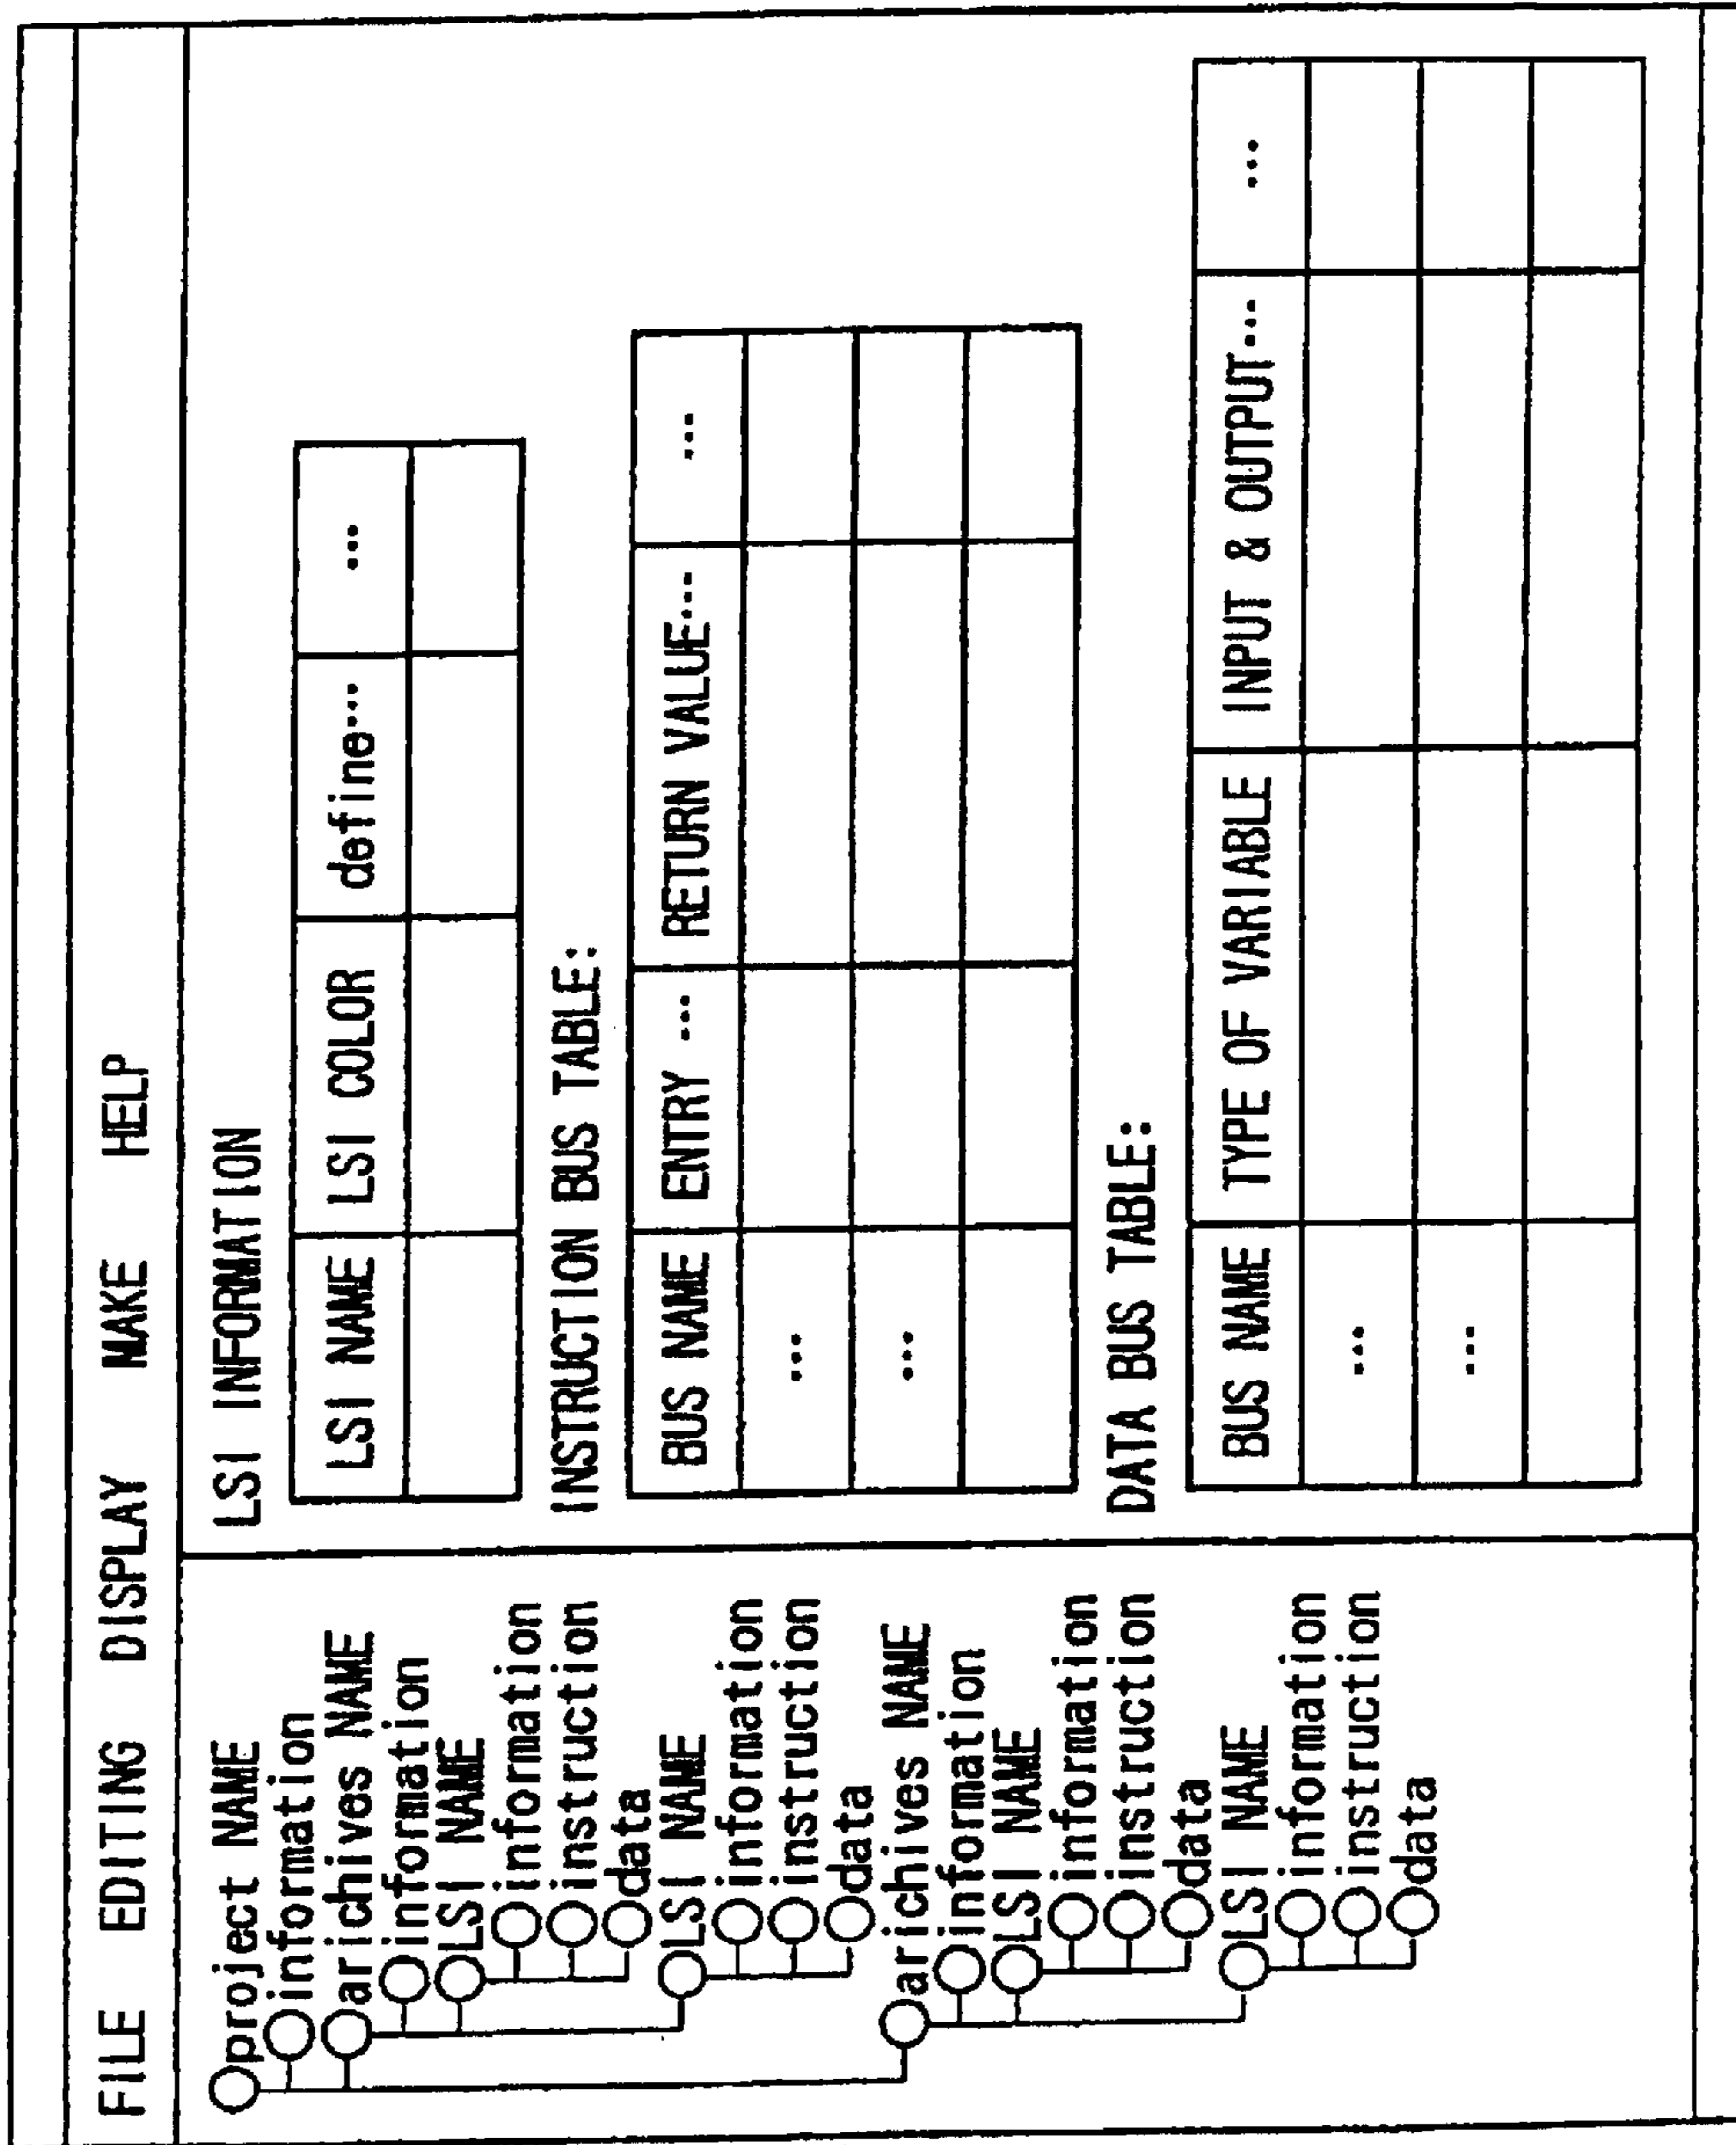 FILE EDITING DISPLAY MAKE HELP
project NAME
information
arichives NAME
information
LSI NAME
information
instruction
data
LSI NAME
information
instruction
data
arichives NAME
information
LSI NAME
information
instruction
data
LSI NAME
information
instruction
data
LSI INFORMATION
LSI NAME LSI COLOR define... ...
INSTRUCTION BUS TABLE:
BUS NAME ENTRY ... RETURN VALUE... ...
...
...
DATA BUS TABLE:
BUS NAME TYPE OF VARIABLE INPUT & OUTPUT... ...
...
...